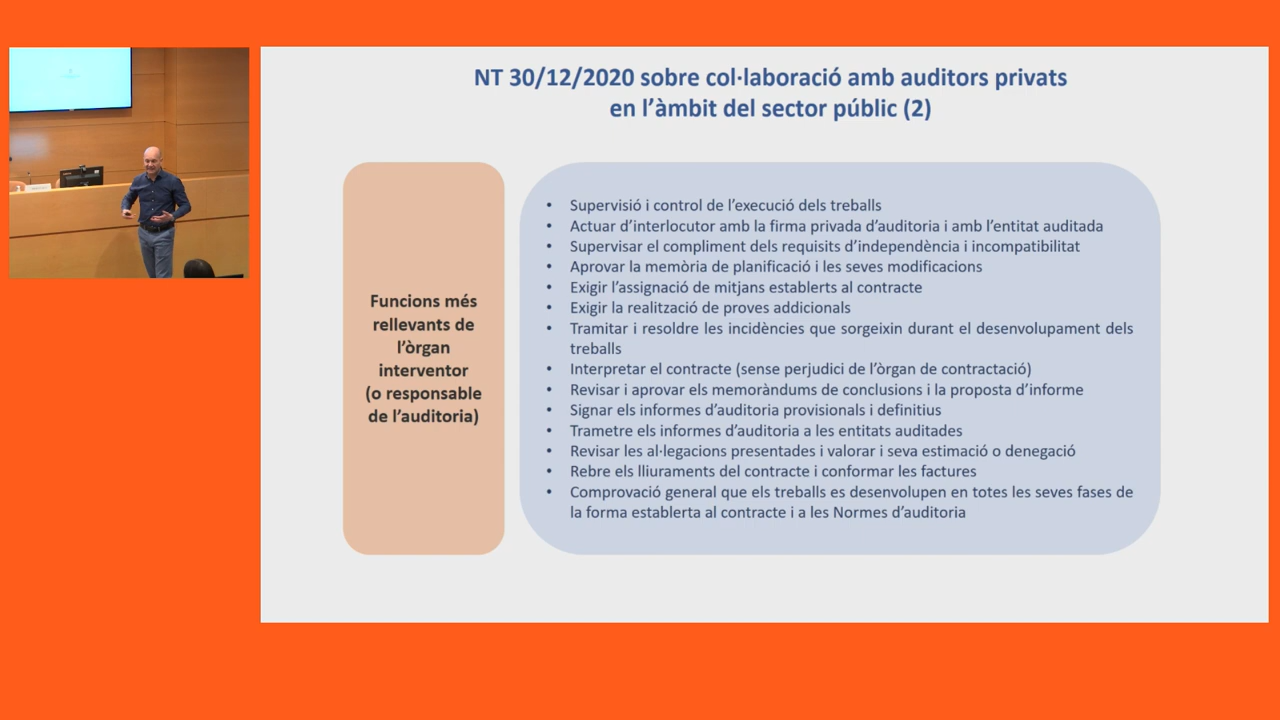 NT 30/12/2020 sobre col·laboració amb auditors privats
en l’àmbit del sector públic (2)
Funcions més
rellevants de
l’òrgan
interventor
(o responsable
de l’auditoria)
• Supervisió i control de l’execució dels treballs
• Actuar d’interlocutor amb la firma privada d’auditoria i amb l’entitat auditada
• Supervisar el compliment dels requisits d’independència i incompatibilitat
• Aprovar la memòria de planificació i les seves modificacions
• Exigir l’assignació de mitjans establerts al contracte
• Exigir la realització de proves addicionals
• Tramitar i resoldre les incidències que sorgeixin durant el desenvolupament dels
treballs
• Interpretar el contracte (sense perjudici de l’òrgan de contractació)
• Revisar i aprovar els memoràndums de conclusions i la proposta d’informe
• Signar els informes d’auditoria provisionals i definitius
• Trametre els informes d’auditoria a les entitats auditades
• Revisar les al·legacions presentades i valorar i seva estimació o denegació
• Rebre els lliuraments del contracte i conformar les factures
• Comprovació general que els treballs es desenvolupen en totes les seves fases de
la forma establerta al contracte i a les Normes d’auditoria